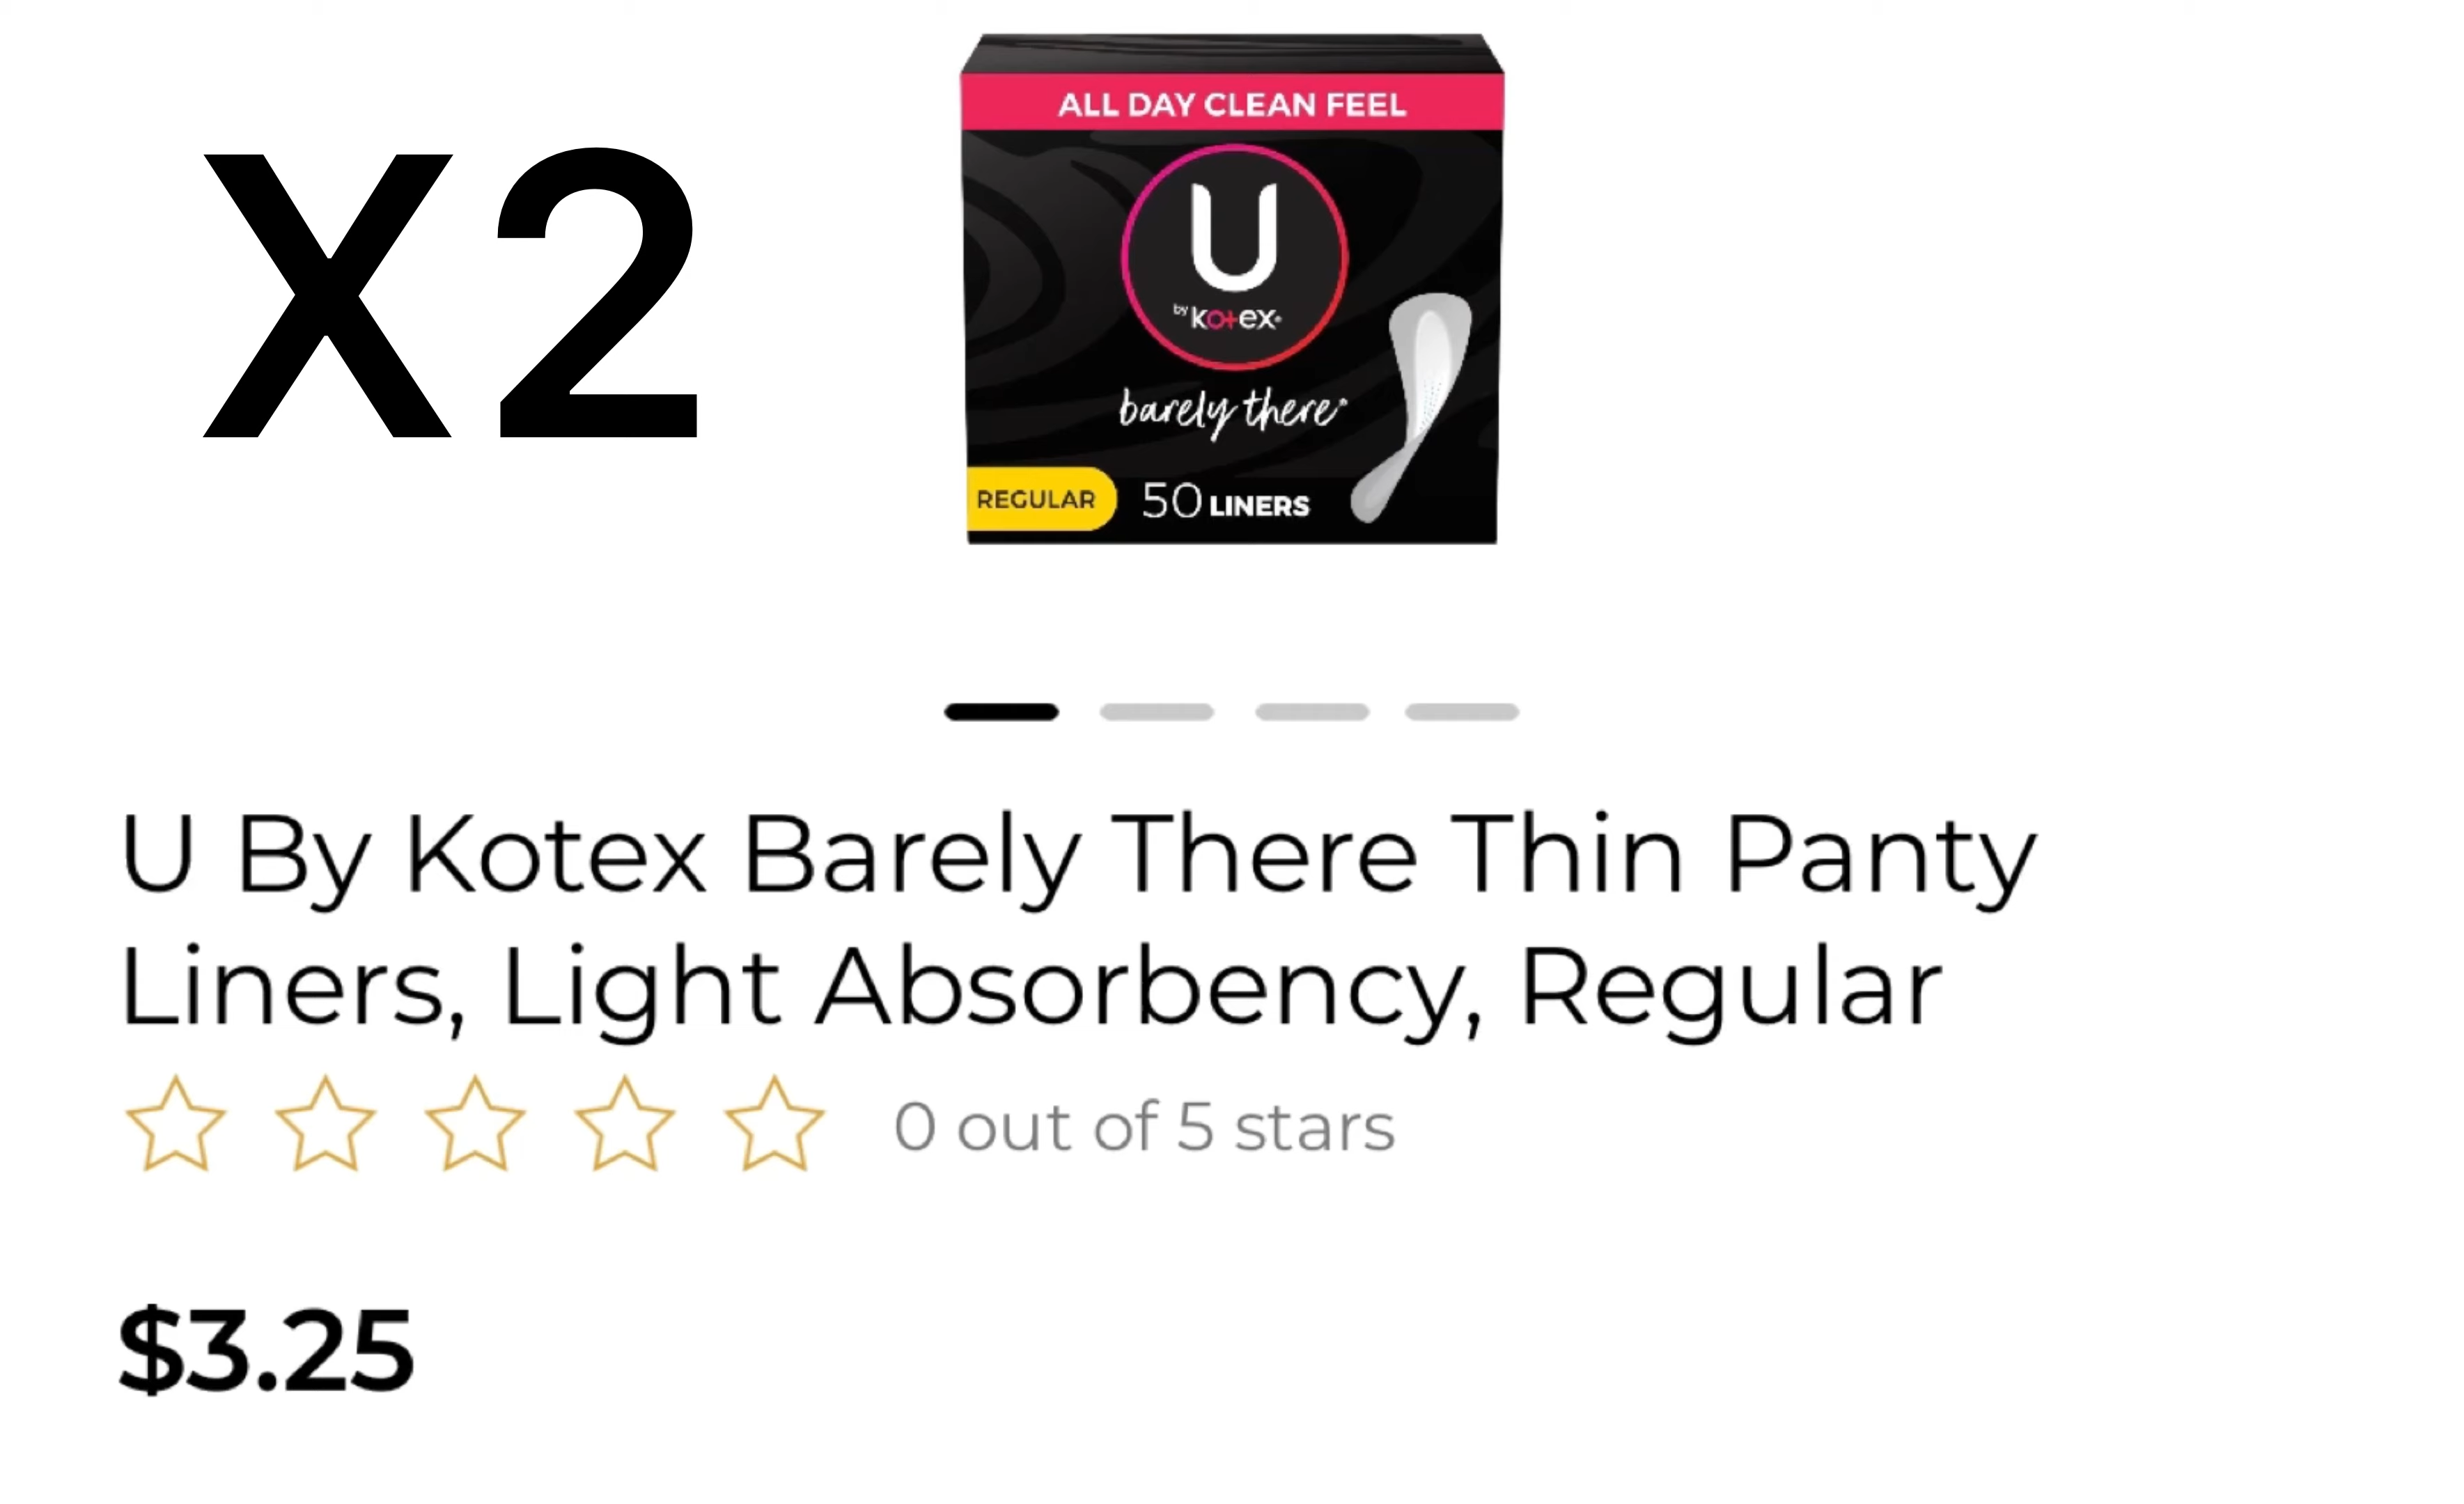 X2
ALL DAY CLEAN FEEL
U
by kotex®
barely there®
REGULAR
50 LINERS
U By Kotex Barely There Thin Panty
Liners, Light Absorbency, Regular
0 out of 5 stars
$3.25